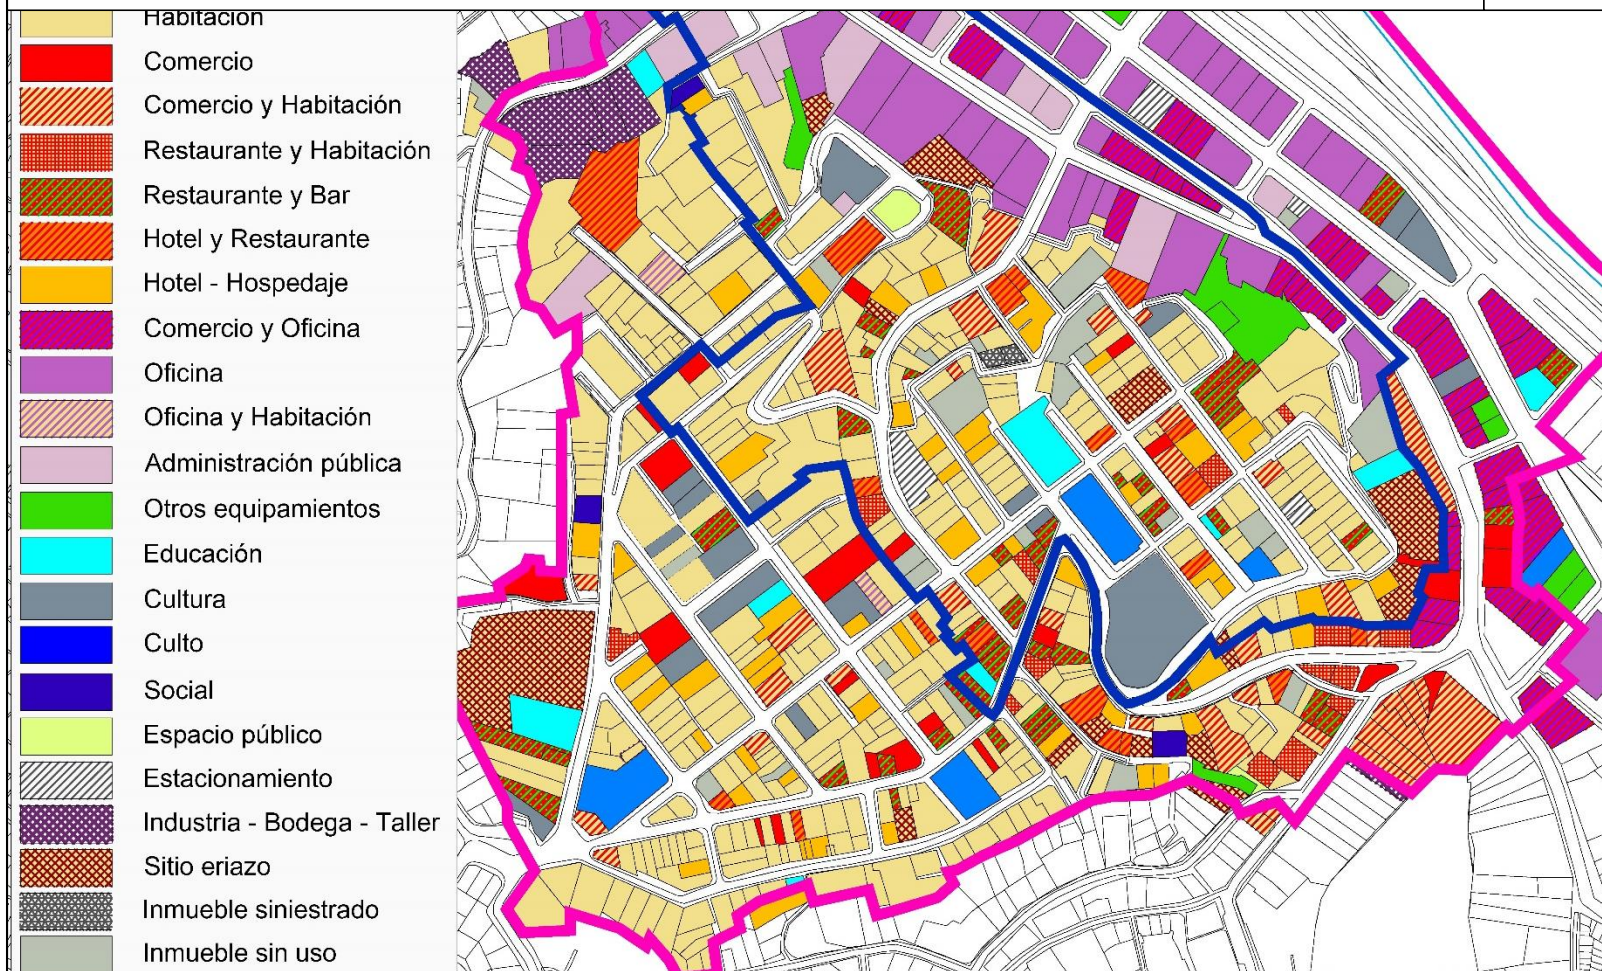 Habitación
Comercio
Comercio y Habitación
Restaurante y Habitación
Restaurante y Bar
Hotel y Restaurante
Hotel - Hospedaje
Comercio y Oficina
Oficina
Oficina y Habitación
Administración pública
Otros equipamientos
Educación
Cultura
Culto
Social
Espacio público
Estacionamiento
Industria - Bodega - Taller
Sitio eriazo
Inmueble siniestrado
Inmueble sin uso